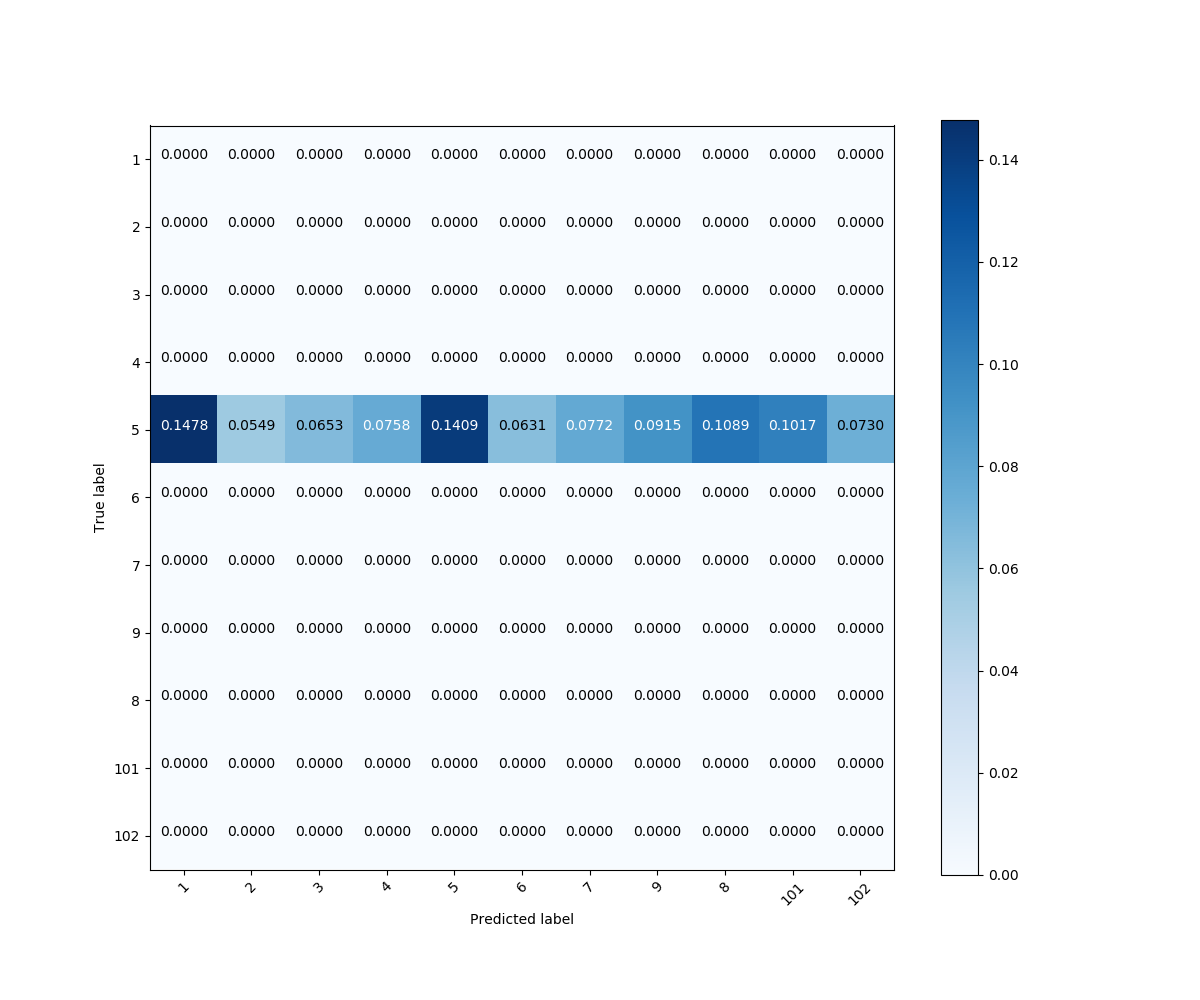 1 0.0000 0.0000 0.0000 0.0000 0.0000 0.0000 0.0000 0.0000 0.0000 0.0000 0.0000
2 0.0000 0.0000 0.0000 0.0000 0.0000 0.0000 0.0000 0.0000 0.0000 0.0000 0.0000
3 0.0000 0.0000 0.0000 0.0000 0.0000 0.0000 0.0000 0.0000 0.0000 0.0000 0.0000
4 0.0000 0.0000 0.0000 0.0000 0.0000 0.0000 0.0000 0.0000 0.0000 0.0000 0.0000
5 0.1478 0.0549 0.0653 0.0758 0.1409 0.0631 0.0772 0.0915 0.1089 0.1017 0.0730
6 0.0000 0.0000 0.0000 0.0000 0.0000 0.0000 0.0000 0.0000 0.0000 0.0000 0.0000
7 0.0000 0.0000 0.0000 0.0000 0.0000 0.0000 0.0000 0.0000 0.0000 0.0000 0.0000
9 0.0000 0.0000 0.0000 0.0000 0.0000 0.0000 0.0000 0.0000 0.0000 0.0000 0.0000
8 0.0000 0.0000 0.0000 0.0000 0.0000 0.0000 0.0000 0.0000 0.0000 0.0000 0.0000
101 0.0000 0.0000 0.0000 0.0000 0.0000 0.0000 0.0000 0.0000 0.0000 0.0000 0.0000
102 0.0000 0.0000 0.0000 0.0000 0.0000 0.0000 0.0000 0.0000 0.0000 0.0000 0.0000
1 2 3 4 5 6 7 9 8 101 102
Predicted label
True label
0.14
0.12
0.10
0.08
0.06
0.04
0.02
0.00